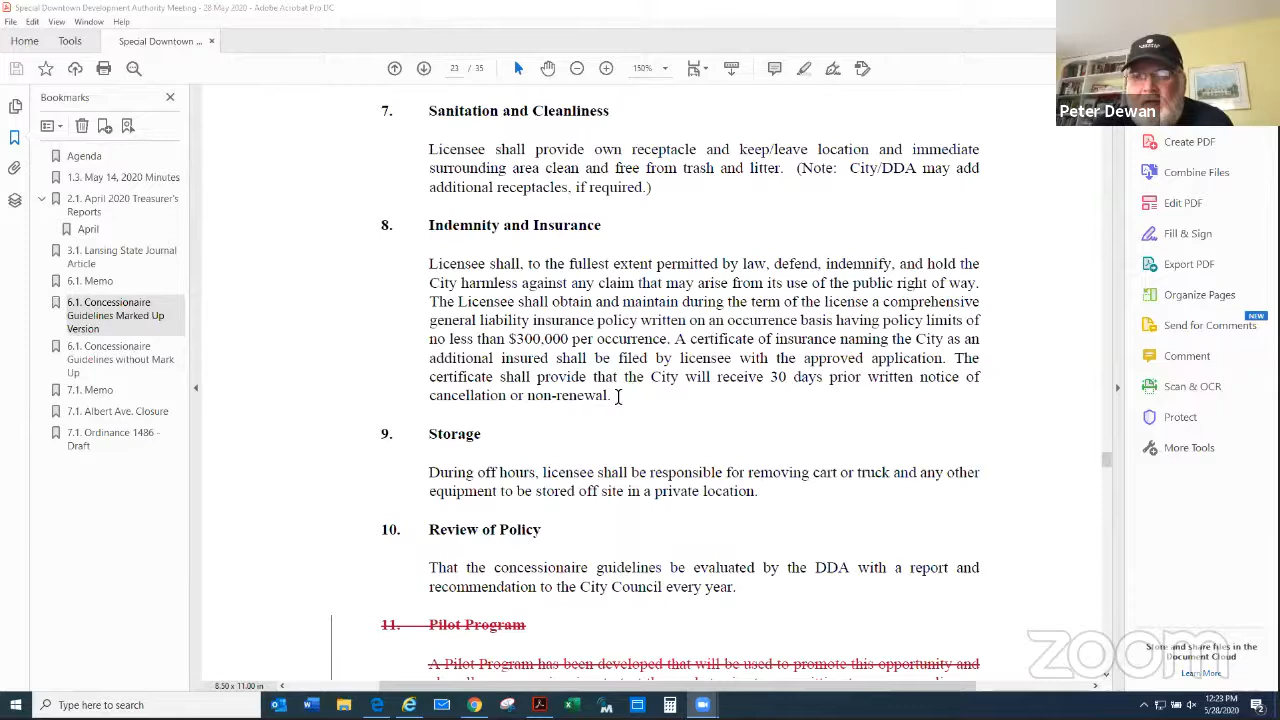 Special Downtown Development Authority Meeting - 28 May 2020 - Adobe Acrobat Pro DC
File Edit View Window Help
Home Tools Special Downtown ... ×
23 / 35 150%
Bookmarks
Agenda
1.3. May 14, 2020 Minutes
2.1. April 2020 Treasurer's
Reports
April
3.1. Lansing State Journal
Article
6.1. Memo
6.1. Concessionaire
Guidelines Marked Up
Version
6.1. Concessionaire
Guidelines without Mark
Up
7.1. Memo
7.1. Albert Ave. Closure
7.1. Ordinance 1486 -
Draft
7. Sanitation and Cleanliness
Licensee shall provide own receptacle and keep/leave location and immediate
surrounding area clean and free from trash and litter. (Note: City/DDA may add
additional receptacles, if required.)
8. Indemnity and Insurance
Licensee shall, to the fullest extent permitted by law, defend, indemnify, and hold the
City harmless against any claim that may arise from its use of the public right of way.
The Licensee shall obtain and maintain during the term of the license a comprehensive
general liability insurance policy written on an occurrence basis having policy limits of
no less than $300,000 per occurrence. A certificate of insurance naming the City as an
additional insured shall be filed by licensee with the approved application. The
certificate shall provide that the City will receive 30 days prior written notice of
cancellation or non-renewal.
9. Storage
During off hours, licensee shall be responsible for removing cart or truck and any other
equipment to be stored off site in a private location.
10. Review of Policy
That the concessionaire guidelines be evaluated by the DDA with a report and
recommendation to the City Council every year.
11. Pilot Program
A Pilot Program has been developed that will be used to promote this opportunity and
8.50 x 11.00 in
Peter Dewan
Create PDF
Combine Files
Edit PDF
Fill & Sign
Export PDF
Organize Pages
NEW
Send for Comments
Comment
Scan & OCR
Protect
More Tools
Store and share files in the
Document Cloud
Learn More
zoom
Type here to search
12:23 PM
5/28/2020
2